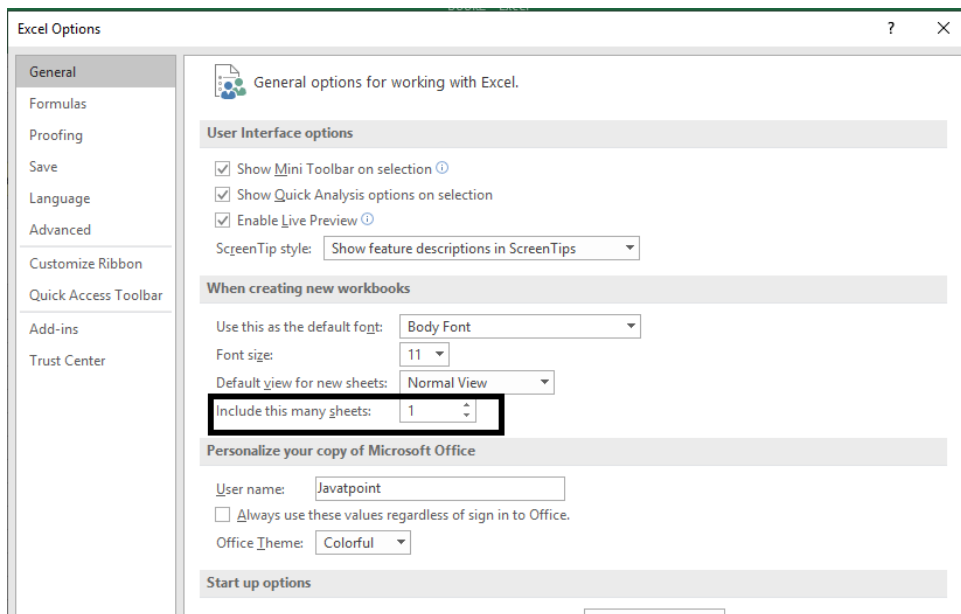 Excel Options ?
General
Formulas
Proofing
Save
Language
Advanced
Customize Ribbon
Quick Access Toolbar
Add-ins
Trust Center
General options for working with Excel.
User Interface options
Show Mini Toolbar on selection
Show Quick Analysis options on selection
Enable Live Preview
ScreenTip style: Show feature descriptions in ScreenTips
When creating new workbooks
Use this as the default font: Body Font
Font size: 11
Default view for new sheets: Normal View
Include this many sheets: 1
Personalize your copy of Microsoft Office
User name: Javatpoint
Always use these values regardless of sign in to Office.
Office Theme: Colorful
Start up options